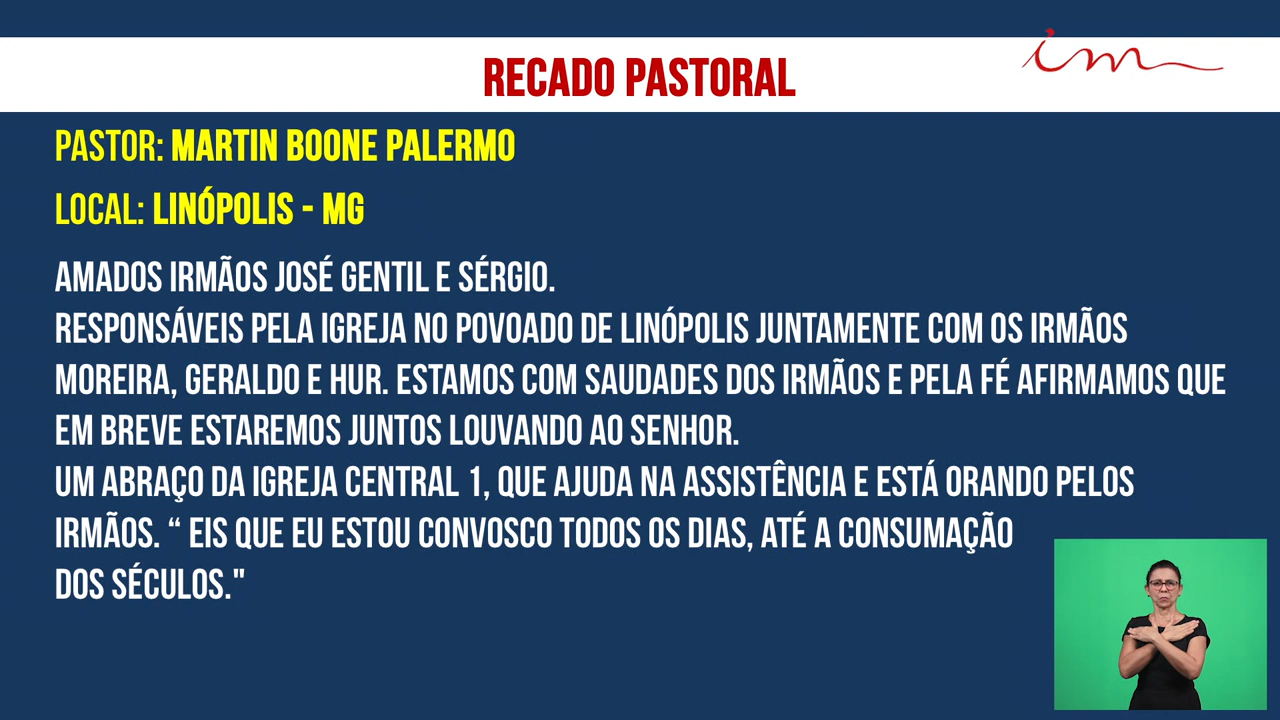 im
RECADO PASTORAL
PASTOR: MARTIN BOONE PALERMO
LOCAL: LINÓPOLIS - MG
AMADOS IRMÃOS JOSÉ GENTIL E SÉRGIO.
RESPONSÁVEIS PELA IGREJA NO POVOADO DE LINÓPOLIS JUNTAMENTE COM OS IRMÃOS
MOREIRA, GERALDO E HUR. ESTAMOS COM SAUDADES DOS IRMÃOS E PELA FÉ AFIRMAMOS QUE
EM BREVE ESTAREMOS JUNTOS LOUVANDO AO SENHOR.
UM ABRAÇO DA IGREJA CENTRAL 1, QUE AJUDA NA ASSISTÊNCIA E ESTÁ ORANDO PELOS
IRMÃOS. “ EIS QUE EU ESTOU CONVOSCO TODOS OS DIAS, ATÉ A CONSUMAÇÃO
DOS SÉCULOS."